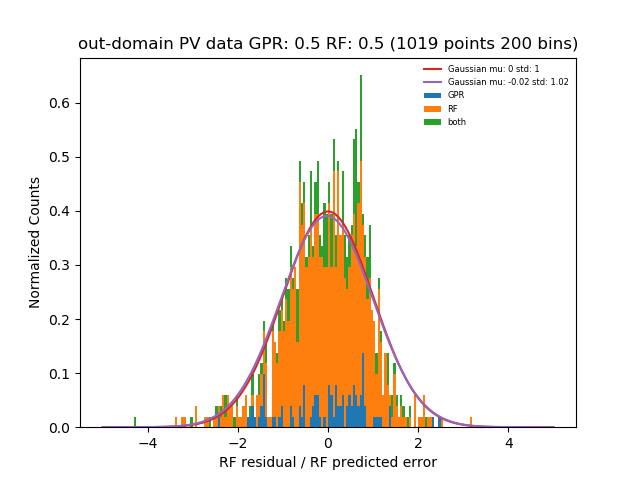 out-domain PV data GPR: 0.5 RF: 0.5 (1019 points 200 bins)
Gaussian mu: 0 std: 1
Gaussian mu: -0.02 std: 1.02
GPR
RF
both
Normalized Counts
0.6
0.5
0.4
0.3
0.2
0.1
0.0
−4
−2
0
2
4
RF residual / RF predicted error